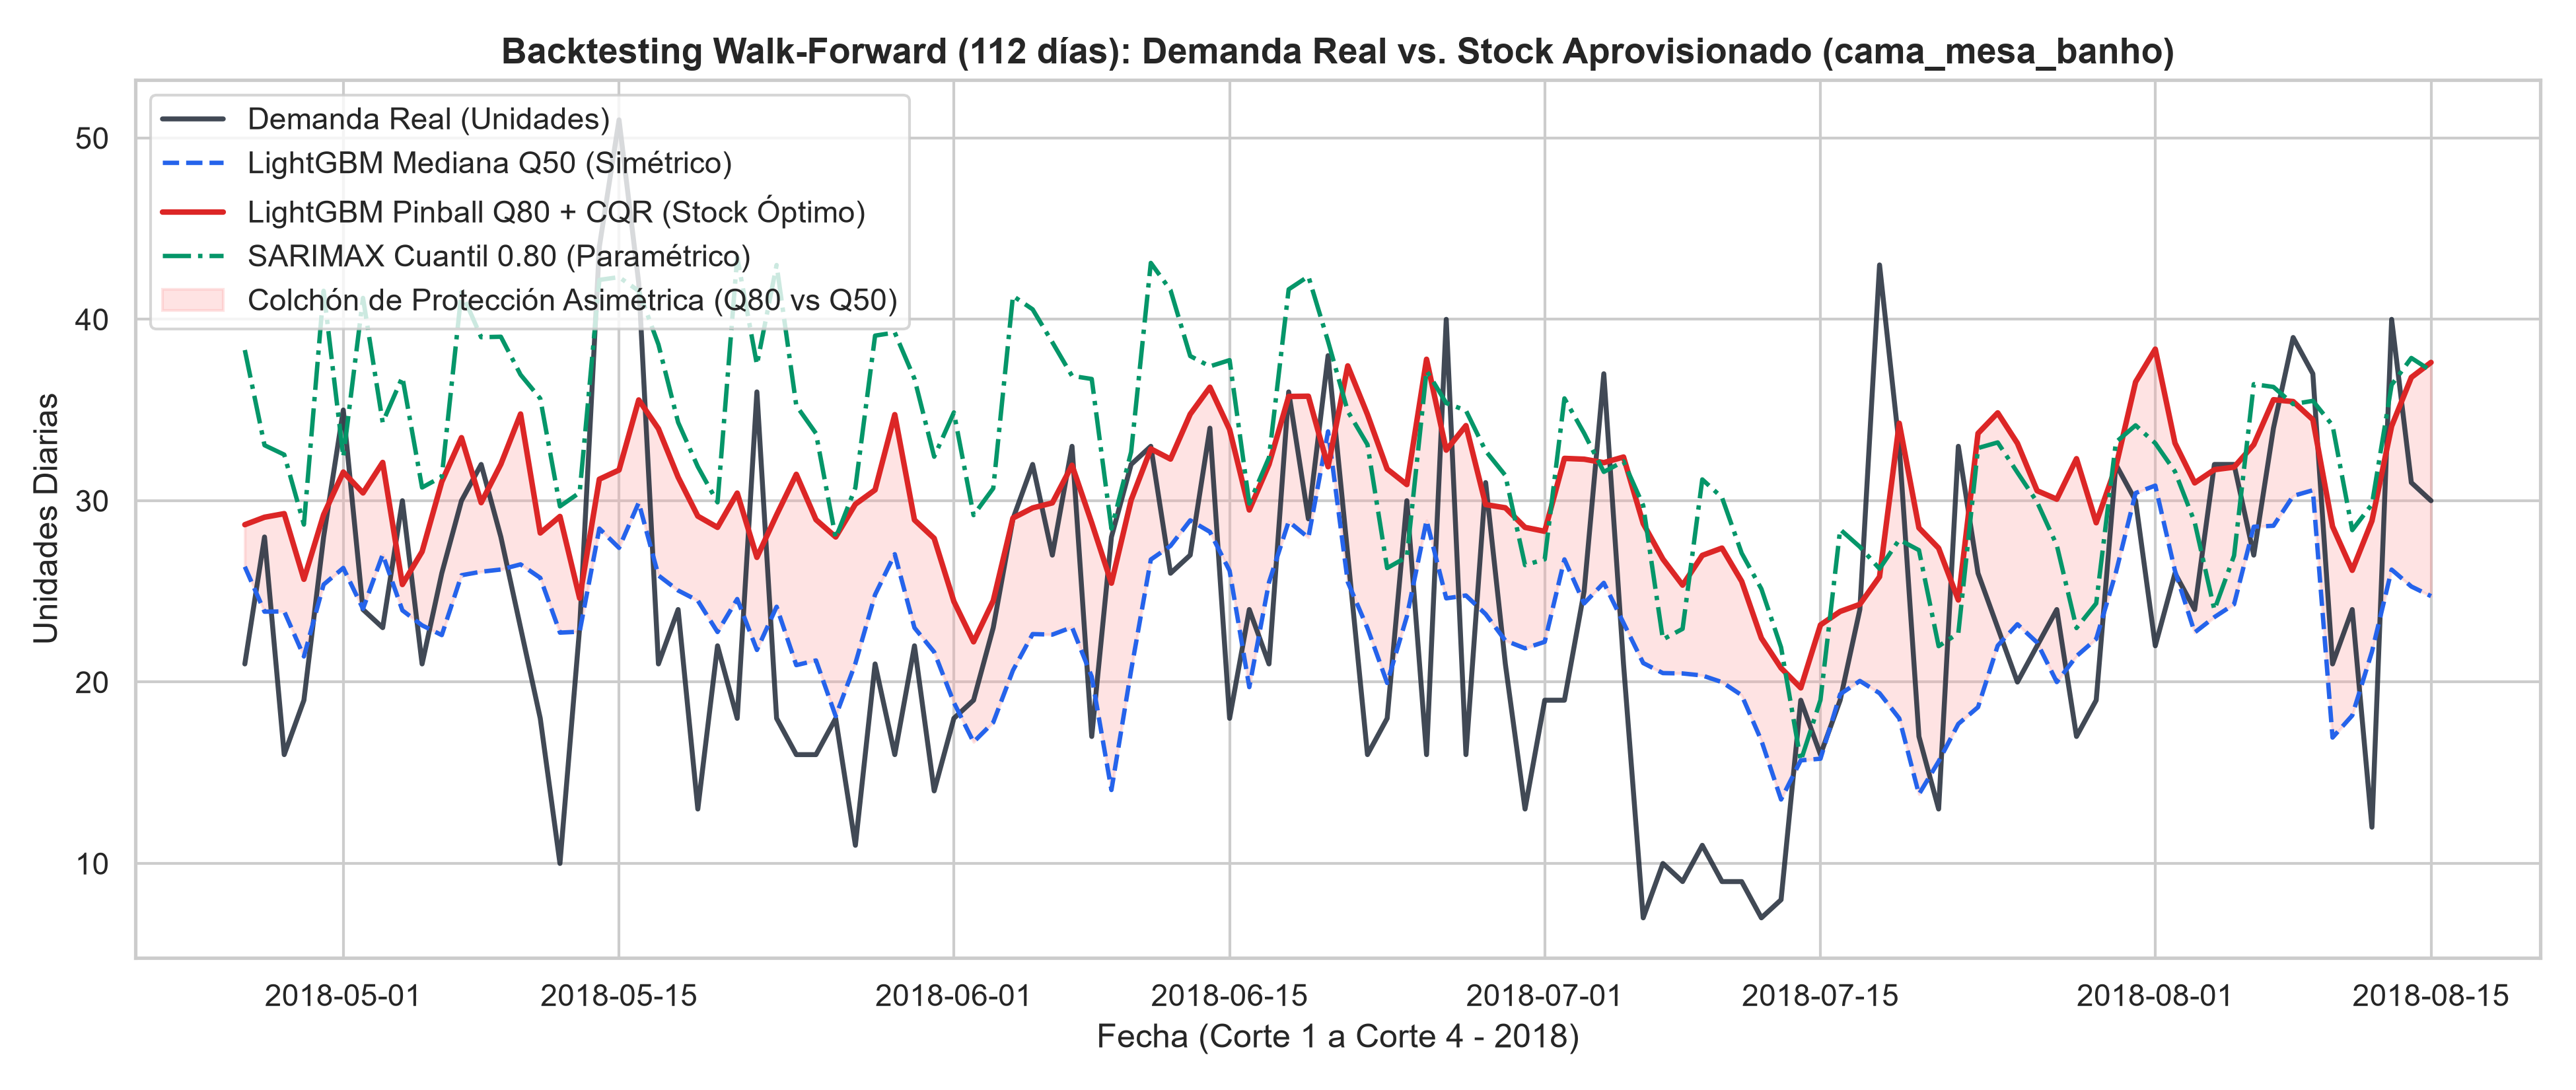 Backtesting Walk-Forward (112 días): Demanda Real vs. Stock Aprovisionado (cama_mesa_banho)
Demanda Real (Unidades)
LightGBM Mediana Q50 (Simétrico)
LightGBM Pinball Q80 + CQR (Stock Óptimo)
SARIMAX Cuantil 0.80 (Paramétrico)
Colchón de Protección Asimétrica (Q80 vs Q50)
Unidades Diarias
50
40
30
20
10
2018-05-01
2018-05-15
2018-06-01
2018-06-15
2018-07-01
2018-07-15
2018-08-01
2018-08-15
Fecha (Corte 1 a Corte 4 - 2018)